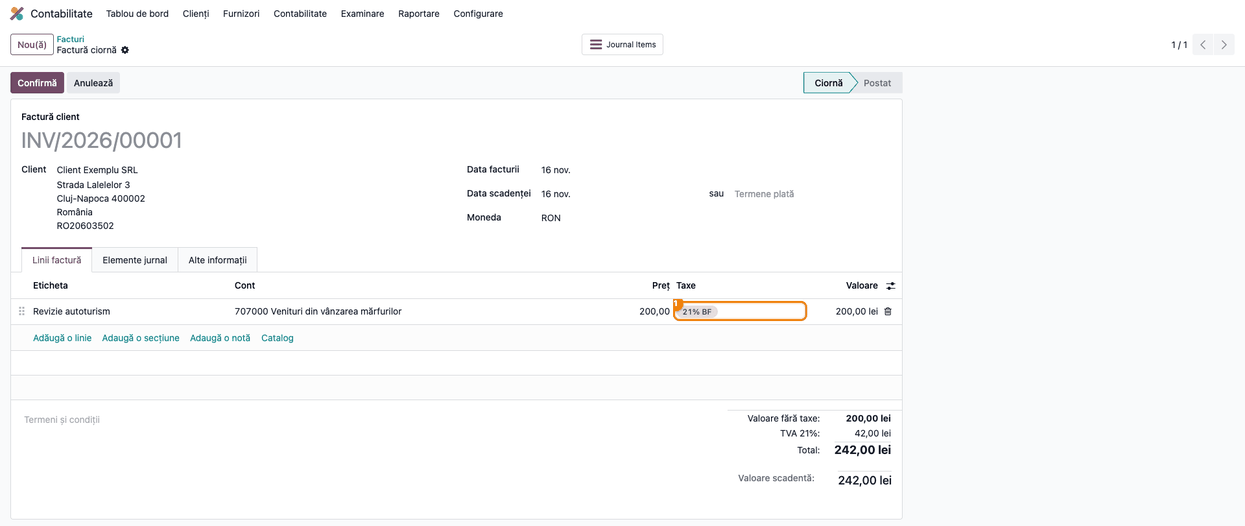 Contabilitate Tablou de bord Clienți Furnizori Contabilitate Examinare Raportare Configurare
Nou(ă) Facturi
Factură ciornă
Journal Items
1 / 1
Confirmă Anulează
Ciornă Postat
Factură client
INV/2026/00001
Client Client Exemplu SRL
Strada Lalelelor 3
Cluj-Napoca 400002
România
RO20603502
Data facturii 16 nov.
Data scadenței 16 nov. sau Termene plată
Moneda RON
Linii factură Elemente jurnal Alte informații
Eticheta Cont Preț Taxe Valoare
Revizie autoturism 707000 Venituri din vânzarea mărfurilor 200,00 21% BF 200,00 lei
1
Adăugă o linie Adaugă o secțiune Adaugă o notă Catalog
Termeni și condiții
Valoare fără taxe: 200,00 lei
TVA 21%: 42,00 lei
Total: 242,00 lei
Valoare scadentă: 242,00 lei